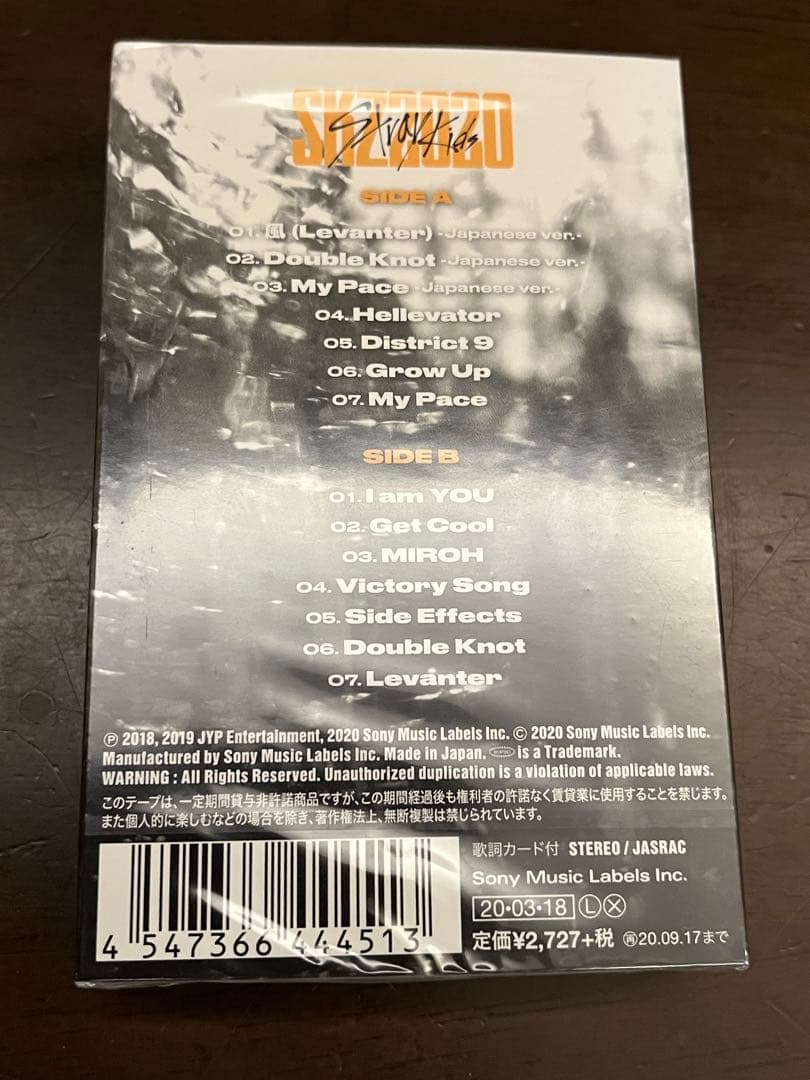 SKZ2020
Stray Kids
SIDE A
01. 風 (Levanter) -Japanese ver.-
02. Double Knot -Japanese ver.-
03. My Pace -Japanese ver.-
04. Hellevator
05. District 9
06. Grow Up
07. My Pace
SIDE B
01. I am YOU
02. Get Cool
03. MIROH
04. Victory Song
05. Side Effects
06. Double Knot
07. Levanter
Ⓟ 2018, 2019 JYP Entertainment, 2020 Sony Music Labels Inc. © 2020 Sony Music Labels Inc.
Manufactured by Sony Music Labels Inc. Made in Japan. is a Trademark.
WARNING : All Rights Reserved. Unauthorized duplication is a violation of applicable laws.
このテープは、一定期間貸与非許諾商品ですが、この期間経過後も権利者の許諾なく賃貸業に使用することを禁じます。
また個人的に楽しむなどの場合を除き、著作権法上、無断複製は禁じられています。
歌詞カード付 STEREO / JASRAC
Sony Music Labels Inc.
20・03・18 Ⓛ Ⓧ
定価¥2,727+税 ㊢20.09.17まで
4 547366 444513